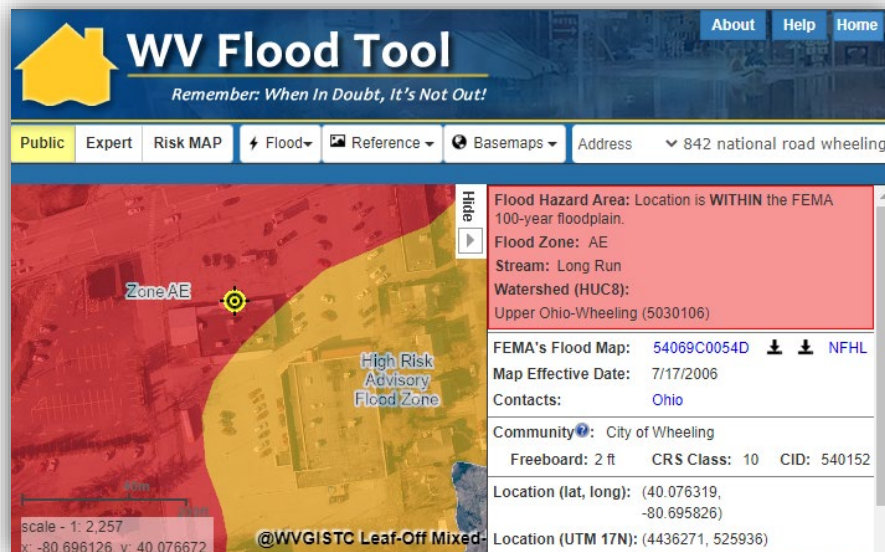 About Help Home
WV Flood Tool
Remember: When In Doubt, It's Not Out!
Public Expert Risk MAP Flood Reference Basemaps Address 842 national road wheeling
Hide
Zone AE
High Risk
Advisory
Flood Zone
scale - 1: 2,257
x: -80.696126 y: 40.076672
@WVGISTC Leaf-Off Mixed-
Flood Hazard Area: Location is WITHIN the FEMA
100-year floodplain.
Flood Zone: AE
Stream: Long Run
Watershed (HUC8):
Upper Ohio-Wheeling (5030106)
FEMA's Flood Map: 54069C0054D NFHL
Map Effective Date: 7/17/2006
Contacts: Ohio
Community?: City of Wheeling
Freeboard: 2 ft CRS Class: 10 CID: 540152
Location (lat, long): (40.076319,
-80.695826)
Location (UTM 17N): (4436271, 525936)